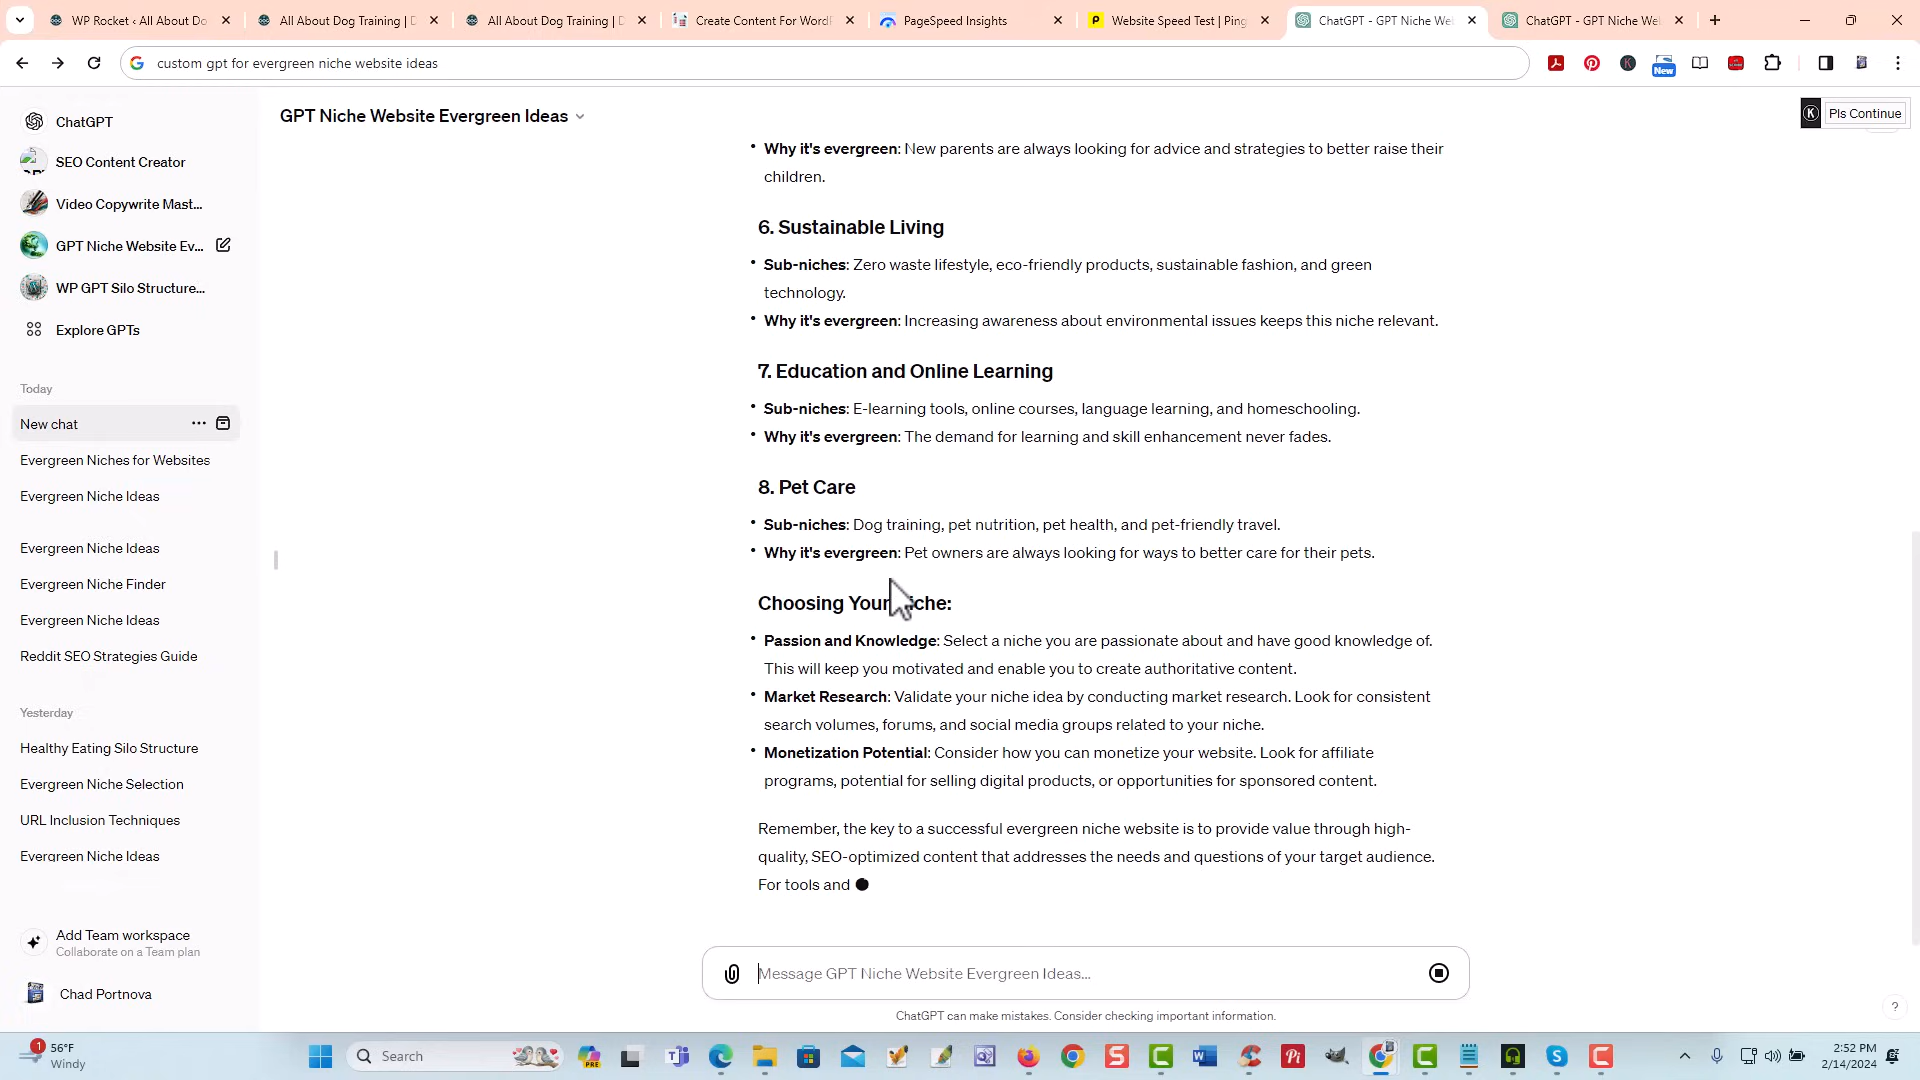 WP Rocket ‹ All About Do
All About Dog Training | D
All About Dog Training | D
Create Content For WordP
PageSpeed Insights
Website Speed Test | Ping
ChatGPT - GPT Niche We
ChatGPT - GPT Niche We
custom gpt for evergreen niche website ideas
New
ChatGPT
SEO Content Creator
Video Copywrite Mast...
GPT Niche Website Ev...
WP GPT Silo Structure...
Explore GPTs
Today
New chat
Evergreen Niches for Websites
Evergreen Niche Ideas
Evergreen Niche Ideas
Evergreen Niche Finder
Evergreen Niche Ideas
Reddit SEO Strategies Guide
Yesterday
Healthy Eating Silo Structure
Evergreen Niche Selection
URL Inclusion Techniques
Evergreen Niche Ideas
Add Team workspace
Collaborate on a Team plan
Chad Portnova
GPT Niche Website Evergreen Ideas
K Pls Continue
• Why it's evergreen: New parents are always looking for advice and strategies to better raise their
children.
6. Sustainable Living
• Sub-niches: Zero waste lifestyle, eco-friendly products, sustainable fashion, and green
technology.
• Why it's evergreen: Increasing awareness about environmental issues keeps this niche relevant.
7. Education and Online Learning
• Sub-niches: E-learning tools, online courses, language learning, and homeschooling.
• Why it's evergreen: The demand for learning and skill enhancement never fades.
8. Pet Care
• Sub-niches: Dog training, pet nutrition, pet health, and pet-friendly travel.
• Why it's evergreen: Pet owners are always looking for ways to better care for their pets.
Choosing Your Niche:
• Passion and Knowledge: Select a niche you are passionate about and have good knowledge of.
This will keep you motivated and enable you to create authoritative content.
• Market Research: Validate your niche idea by conducting market research. Look for consistent
search volumes, forums, and social media groups related to your niche.
• Monetization Potential: Consider how you can monetize your website. Look for affiliate
programs, potential for selling digital products, or opportunities for sponsored content.
Remember, the key to a successful evergreen niche website is to provide value through high-
quality, SEO-optimized content that addresses the needs and questions of your target audience.
For tools and
Message GPT Niche Website Evergreen Ideas...
ChatGPT can make mistakes. Consider checking important information.
?
1
56°F
Windy
Search
PRE
2:52 PM
2/14/2024